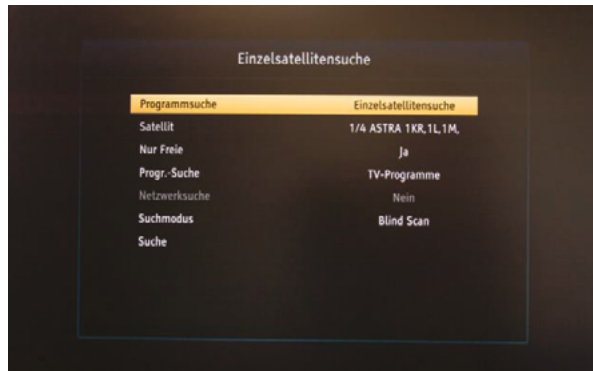 Einzelsatellitensuche
Programmsuche Einzelsatellitensuche
Satellit 1/4 ASTRA 1KR,1L,1M,
Nur Freie Ja
Progr.-Suche TV-Programme
Netzwerksuche Nein
Suchmodus Blind Scan
Suche